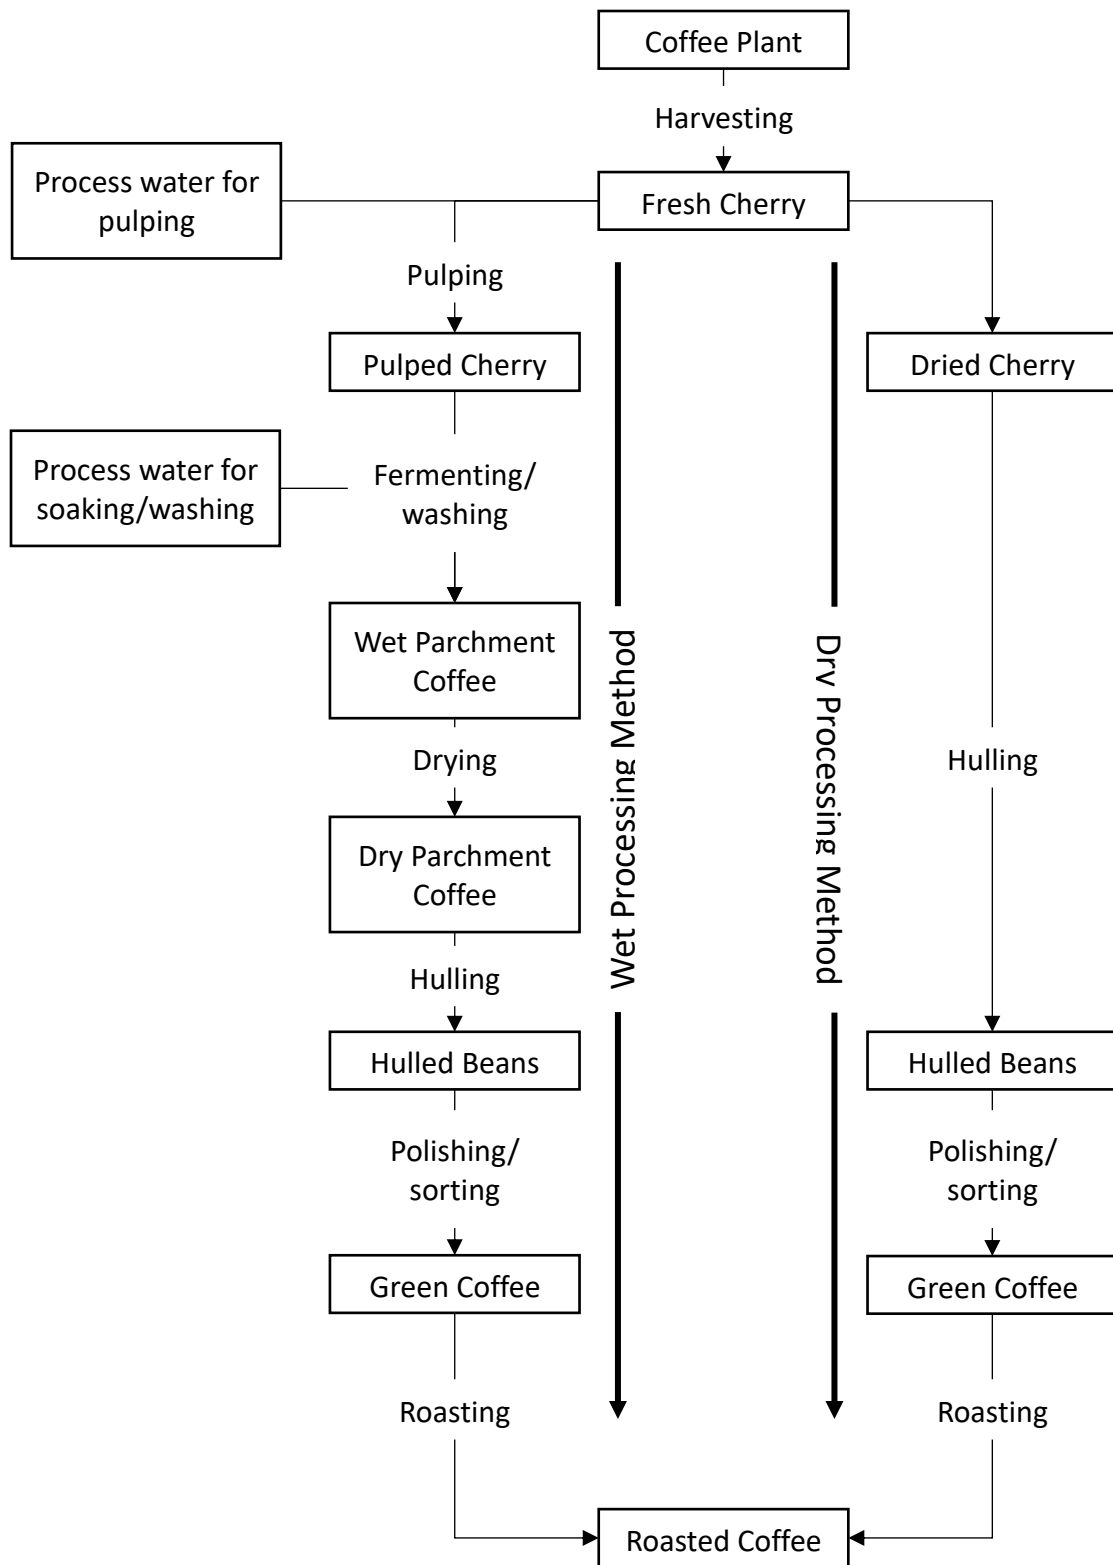 Coffee Plant
Harvesting
Process water for
pulping
Fresh Cherry
Pulping
Pulped Cherry
Dried Cherry
Process water for
soaking/washing
Fermenting/
washing
Wet Parchment
Coffee
Wet Processing Method
Dry Processing Method
Drying
Hulling
Dry Parchment
Coffee
Hulling
Hulled Beans
Hulled Beans
Polishing/
sorting
Polishing/
sorting
Green Coffee
Green Coffee
Roasting
Roasting
Roasted Coffee